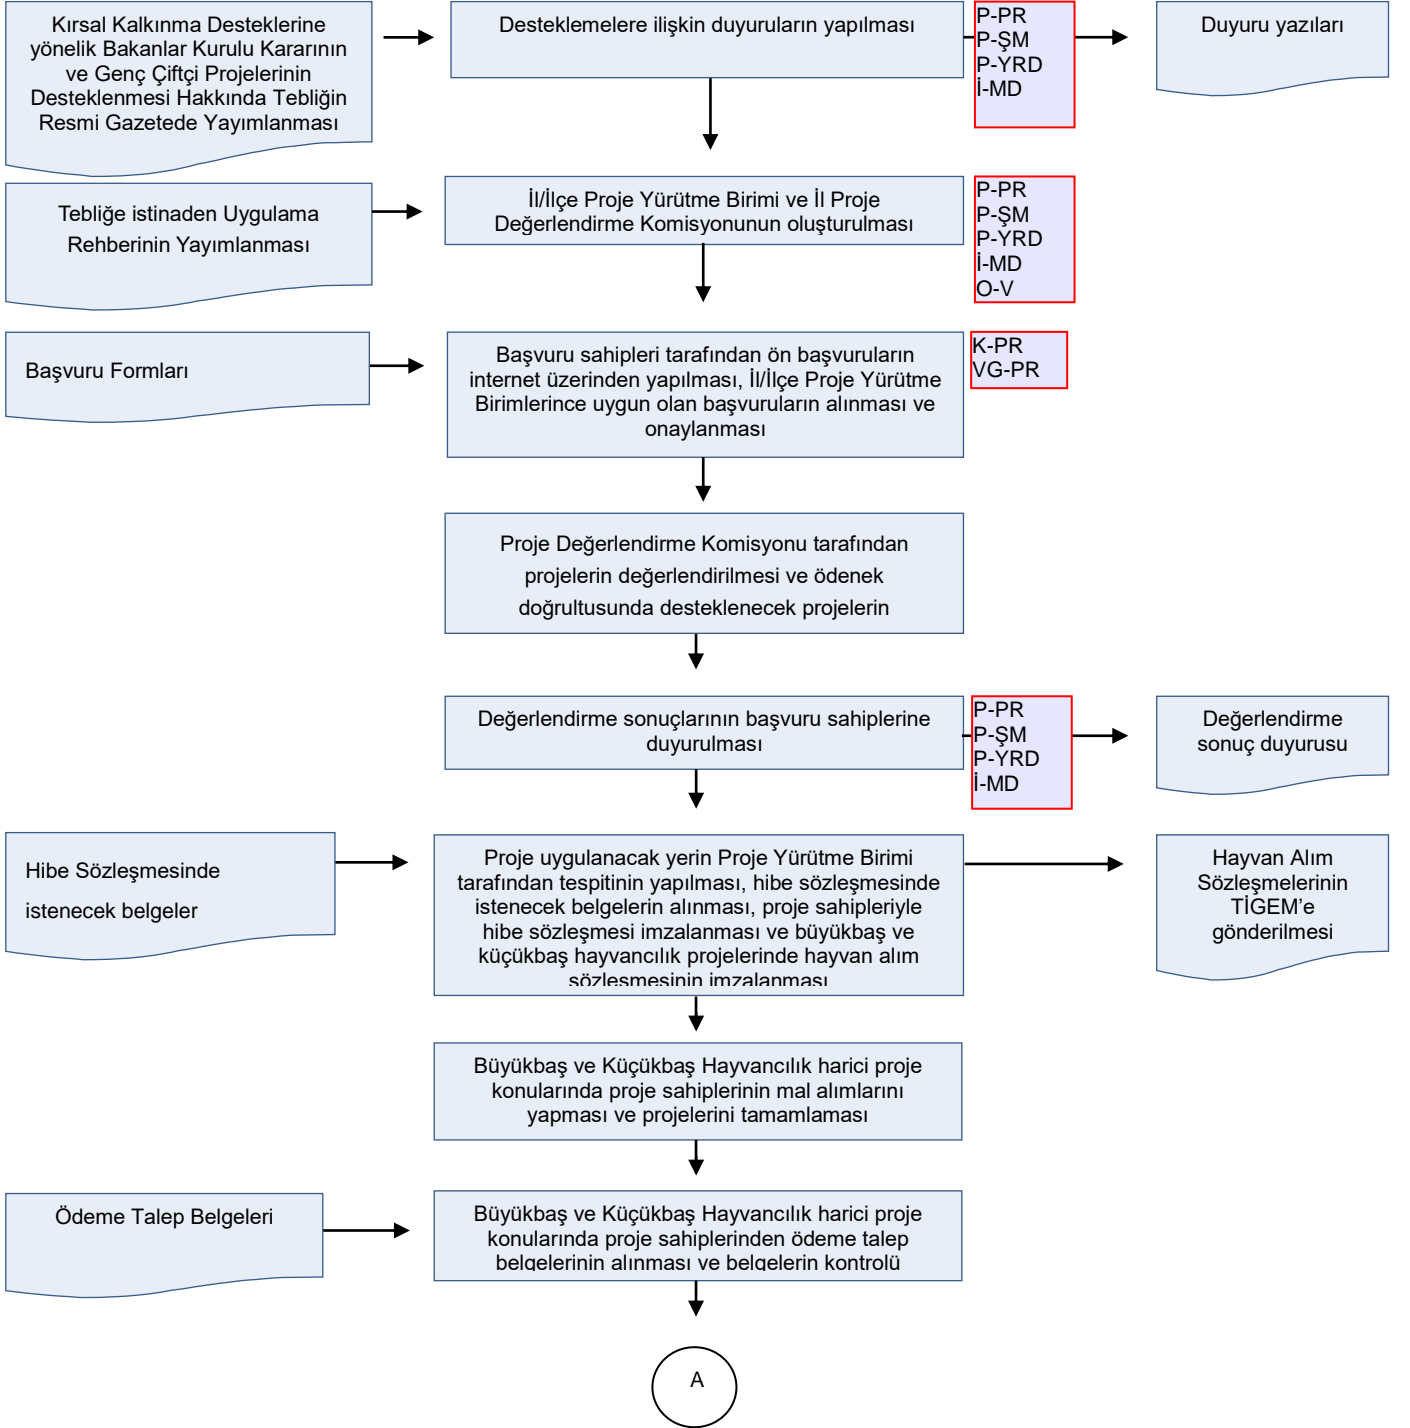 Kırsal Kalkınma Desteklerine
yönelik Bakanlar Kurulu Kararının
ve Genç Çiftçi Projelerinin
Desteklenmesi Hakkında Tebliğin
Resmi Gazetede Yayımlanması
Desteklemelere ilişkin duyuruların yapılması
P-PR
P-ŞM
P-YRD
İ-MD
Duyuru yazıları
Tebliğe istinaden Uygulama
Rehberinin Yayımlanması
İl/İlçe Proje Yürütme Birimi ve İl Proje
Değerlendirme Komisyonunun oluşturulması
P-PR
P-ŞM
P-YRD
İ-MD
O-V
Başvuru Formları
Başvuru sahipleri tarafından ön başvuruların
internet üzerinden yapılması, İl/İlçe Proje Yürütme
Birimlerince uygun olan başvuruların alınması ve
onaylanması
K-PR
VG-PR
Proje Değerlendirme Komisyonu tarafından
projelerin değerlendirilmesi ve ödenek
doğrultusunda desteklenecek projelerin
Değerlendirme sonuçlarının başvuru sahiplerine
duyurulması
P-PR
P-ŞM
P-YRD
İ-MD
Değerlendirme
sonuç duyurusu
Hibe Sözleşmesinde
istenecek belgeler
Proje uygulanacak yerin Proje Yürütme Birimi
tarafından tespitinin yapılması, hibe sözleşmesinde
istenecek belgelerin alınması, proje sahipleriyle
hibe sözleşmesi imzalanması ve büyükbaş ve
küçükbaş hayvancılık projelerinde hayvan alım
sözleşmesinin imzalanması
Hayvan Alım
Sözleşmelerinin
TİGEM’e
gönderilmesi
Büyükbaş ve Küçükbaş Hayvancılık harici proje
konularında proje sahiplerinin mal alımlarını
yapması ve projelerini tamamlaması
Ödeme Talep Belgeleri
Büyükbaş ve Küçükbaş Hayvancılık harici proje
konularında proje sahiplerinden ödeme talep
belgelerinin alınması ve belgelerin kontrolü
A